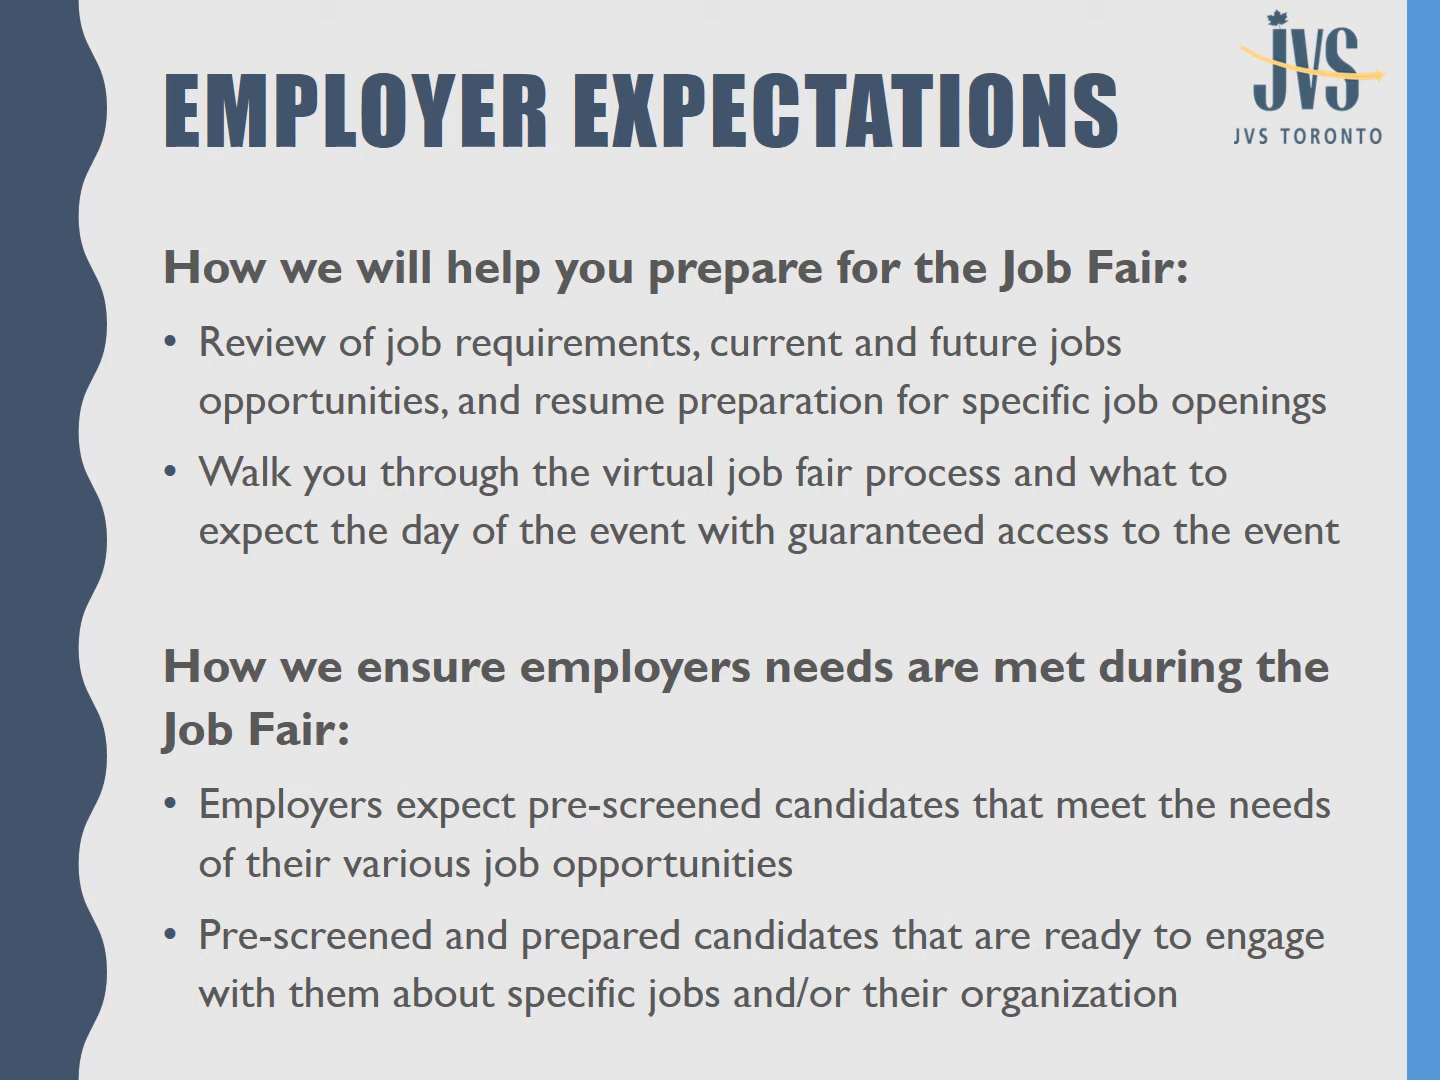 EMPLOYER EXPECTATIONS
JVS
JVS TORONTO
How we will help you prepare for the Job Fair:
• Review of job requirements, current and future jobs
opportunities, and resume preparation for specific job openings
• Walk you through the virtual job fair process and what to
expect the day of the event with guaranteed access to the event
How we ensure employers needs are met during the
Job Fair:
• Employers expect pre-screened candidates that meet the needs
of their various job opportunities
• Pre-screened and prepared candidates that are ready to engage
with them about specific jobs and/or their organization